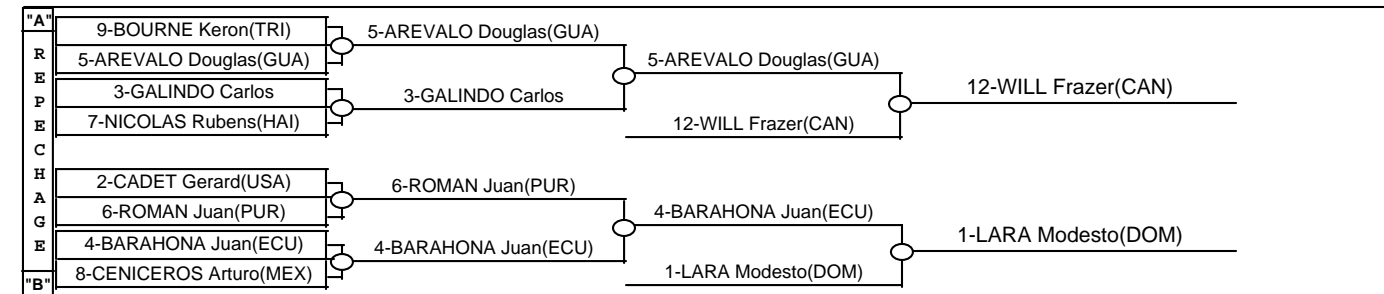 "A"
REPECHAGE
"B"
9-BOURNE Keron(TRI)
5-AREVALO Douglas(GUA)
3-GALINDO Carlos
7-NICOLAS Rubens(HAI)
2-CADET Gerard(USA)
6-ROMAN Juan(PUR)
4-BARAHONA Juan(ECU)
8-CENICEROS Arturo(MEX)
5-AREVALO Douglas(GUA)
3-GALINDO Carlos
6-ROMAN Juan(PUR)
4-BARAHONA Juan(ECU)
5-AREVALO Douglas(GUA)
12-WILL Frazer(CAN)
4-BARAHONA Juan(ECU)
1-LARA Modesto(DOM)
12-WILL Frazer(CAN)
1-LARA Modesto(DOM)